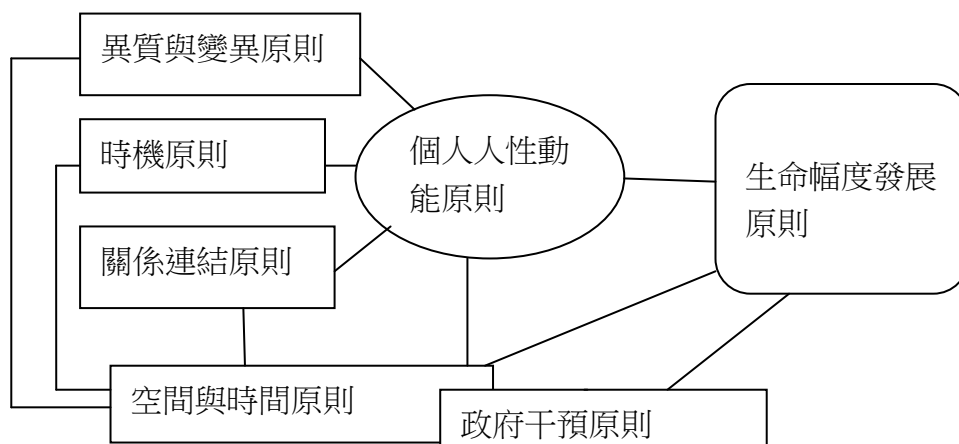 異質與變異原則
時機原則
關係連結原則
個人人性動
能原則
生命幅度發展
原則
空間與時間原則
政府干預原則